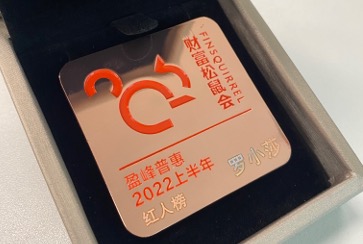 财富松鼠会
FINSQUIRREL
盈峰普惠
2022上半年
红人榜
罗小莎